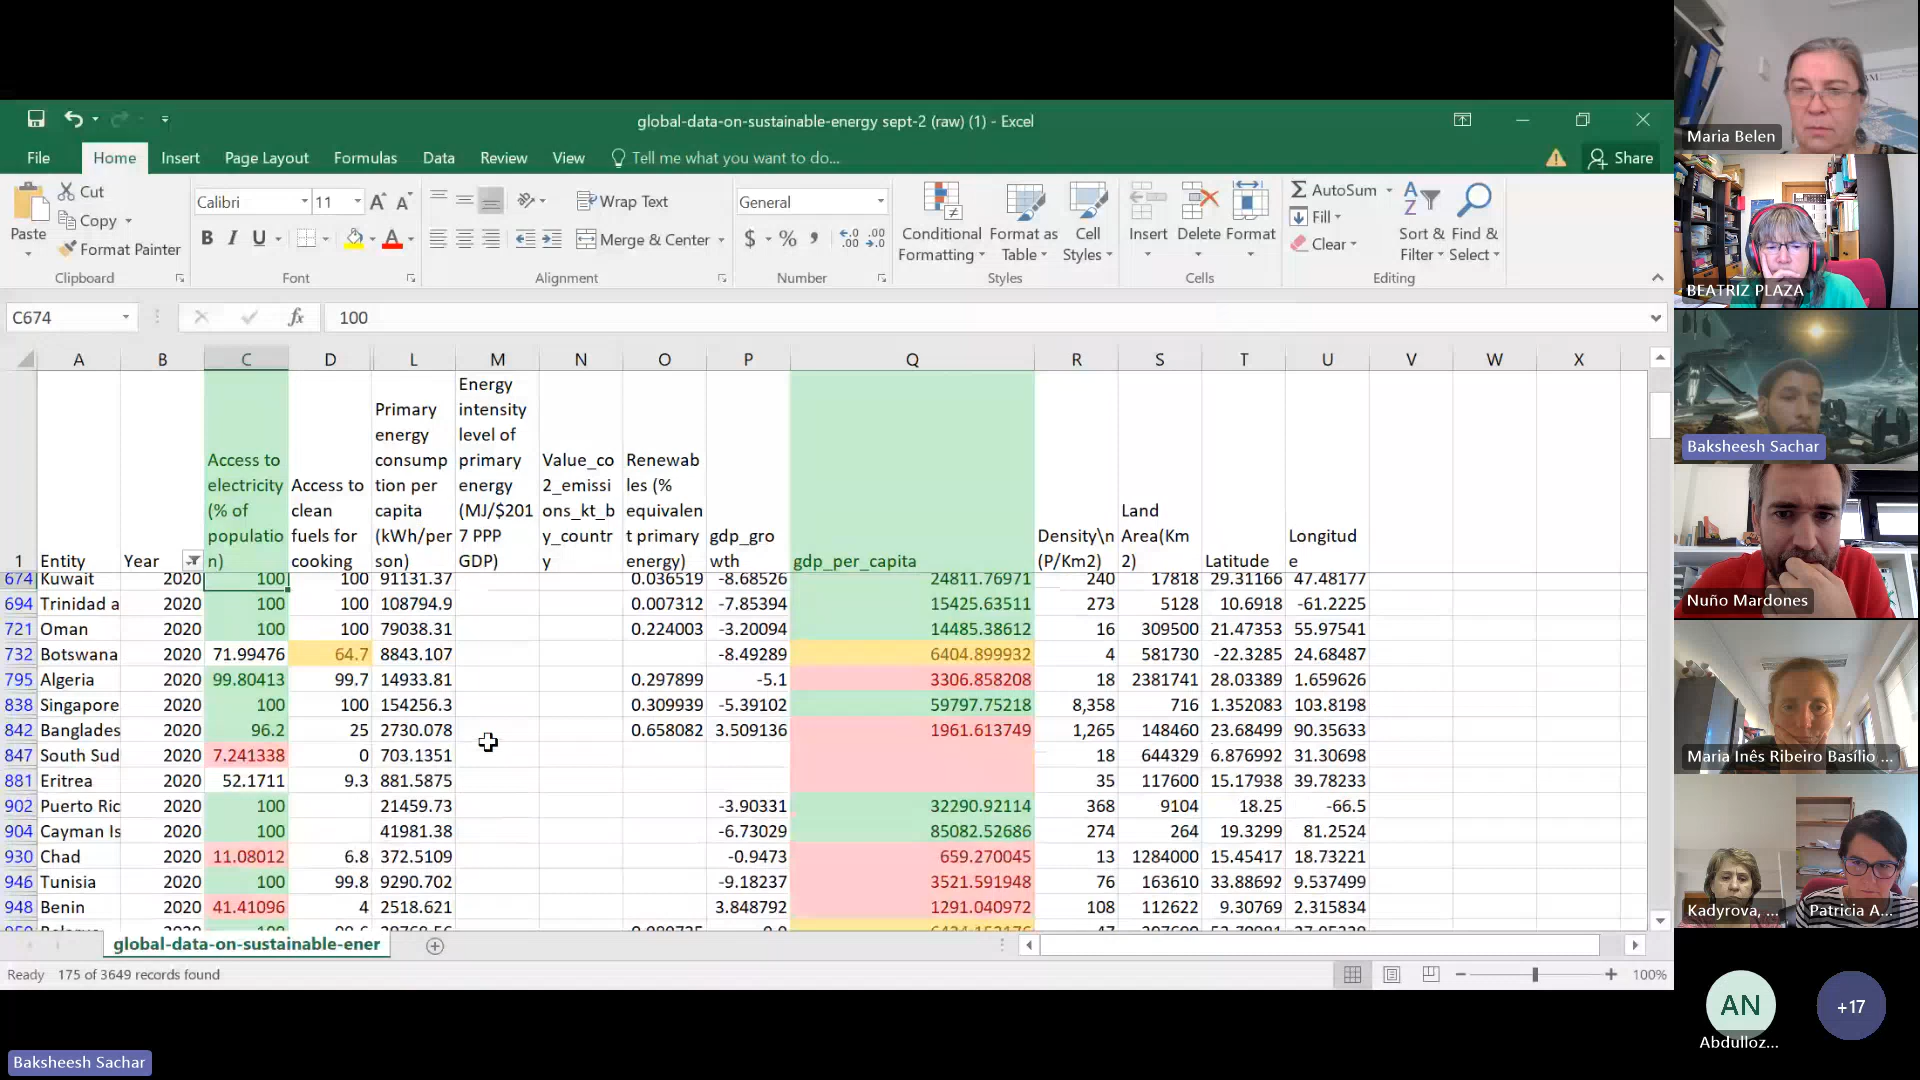 global-data-on-sustainable-energy sept-2 (raw) (1) - Excel
File Home Insert Page Layout Formulas Data Review View Tell me what you want to do... Share
Paste
Cut
Copy
Format Painter
Calibri 11 A A
B I U A
Wrap Text
Merge & Center
General
$ % ,
Conditional Formatting
Format as Table
Cell Styles
Insert Delete Format
AutoSum
Fill
Clear
Sort & Filter
Find & Select
Clipboard Font Alignment Number Styles Cells Editing
C674 fx 100
A B C D L M N O P Q R S T U V W X
1 Entity Year Access to electricity (% of population) Access to clean fuels for cooking Primary energy consumption per capita (kWh/person) Energy intensity level of primary energy (MJ/$2017 PPP GDP) Value_co2_emissions_kt_by_country Renewables (% equivalent primary energy) gdp_growth gdp_per_capita Density\n(P/Km2) Land Area(Km2) Latitude Longitude
674 Kuwait 2020 100 100 91131.37 0.036519 -8.68526 24811.76971 240 17818 29.31166 47.48177
694 Trinidad a 2020 100 100 108794.9 0.007312 -7.85394 15425.63511 273 5128 10.6918 -61.2225
721 Oman 2020 100 100 79038.31 0.224003 -3.20094 14485.38612 16 309500 21.47353 55.97541
732 Botswana 2020 71.99476 64.7 8843.107 -8.49289 6404.899932 4 581730 -22.3285 24.68487
795 Algeria 2020 99.80413 99.7 14933.81 0.297899 -5.1 3306.858208 18 2381741 28.03389 1.659626
838 Singapore 2020 100 100 154256.3 0.309939 -5.39102 59797.75218 8,358 716 1.352083 103.8198
842 Banglades 2020 96.2 25 2730.078 0.658082 3.509136 1961.613749 1,265 148460 23.68499 90.35633
847 South Sud 2020 7.241338 0 703.1351 18 644329 6.876992 31.30698
881 Eritrea 2020 52.1711 9.3 881.5875 35 117600 15.17938 39.78233
902 Puerto Ric 2020 100 21459.73 -3.90331 32290.92114 368 9104 18.25 -66.5
904 Cayman Is 2020 100 41981.38 -6.73029 85082.52686 274 264 19.3299 81.2524
930 Chad 2020 11.08012 6.8 372.5109 -0.9473 659.270045 13 1284000 15.45417 18.73221
946 Tunisia 2020 100 99.8 9290.702 -9.18237 3521.591948 76 163610 33.88692 9.537499
948 Benin 2020 41.41096 4 2518.621 3.848792 1291.040972 108 112622 9.30769 2.315834
global-data-on-sustainable-ener
Ready 175 of 3649 records found
100%
Maria Belen
BEATRIZ PLAZA
Baksheesh Sachar
Nuño Mardones
Maria Inês Ribeiro Basílio ...
Kadyrova, ...
Patricia A...
AN
Abdulloz...
+17
Baksheesh Sachar